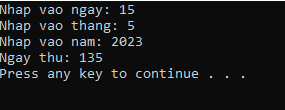 Nhap vao ngay: 15
Nhap vao thang: 5
Nhap vao nam: 2023
Ngay thu: 135
Press any key to continue . . .